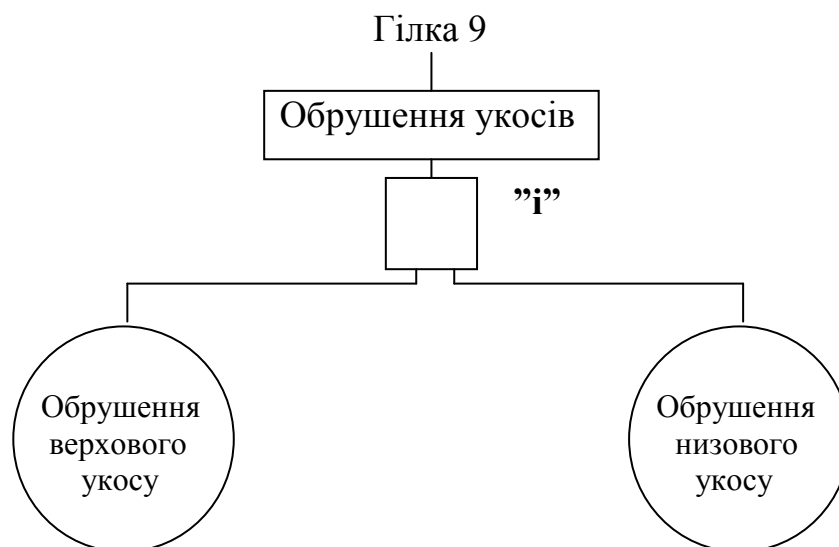 Гілка 9
Обрушення укосів
”і”
Обрушення
верхового
укосу
Обрушення
низового
укосу